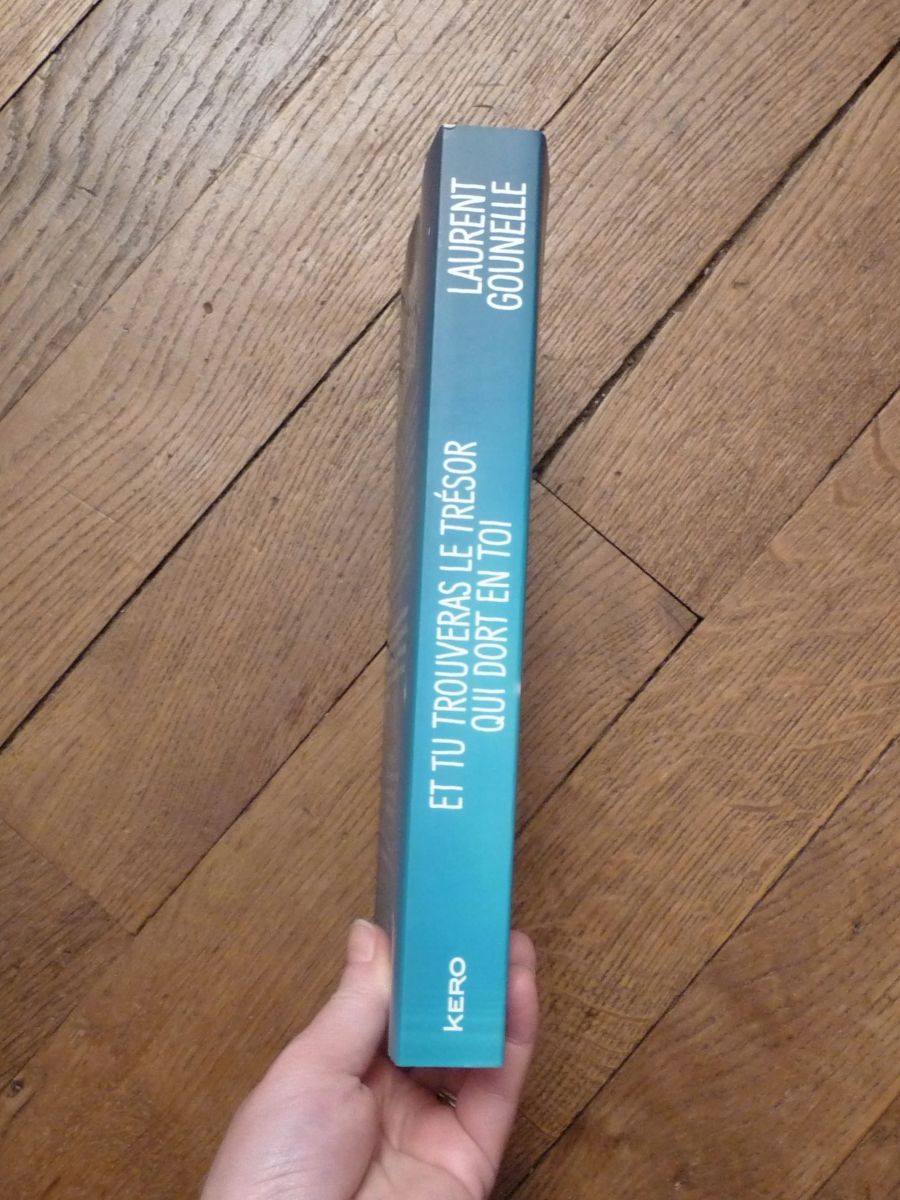 LAURENT
GOUNELLE
ET TU TROUVERAS LE TRÉSOR
QUI DORT EN TOI
KERO